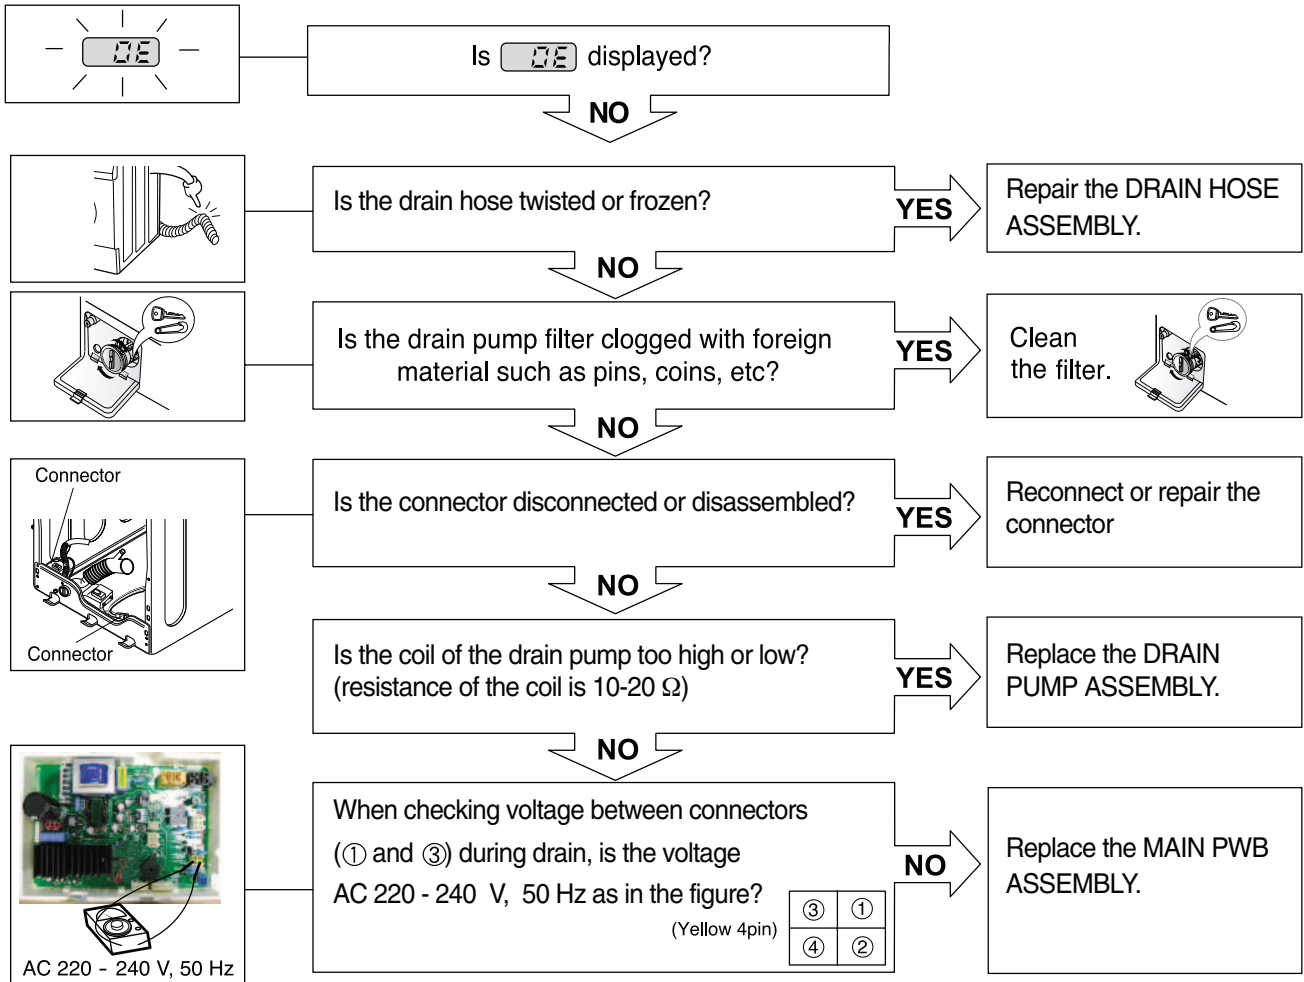 OE
Is OE displayed?
NO
Is the drain hose twisted or frozen?
YES
Repair the DRAIN HOSE
ASSEMBLY.
NO
Is the drain pump filter clogged with foreign
material such as pins, coins, etc?
YES
Clean
the filter.
NO
Connector
Connector
Is the connector disconnected or disassembled?
YES
Reconnect or repair the
connector
NO
Is the coil of the drain pump too high or low?
(resistance of the coil is 10-20 Ω)
YES
Replace the DRAIN
PUMP ASSEMBLY.
NO
AC 220 - 240 V, 50 Hz
When checking voltage between connectors
(① and ③) during drain, is the voltage
AC 220 - 240 V, 50 Hz as in the figure?
(Yellow 4pin)
③ ①
④ ②
NO
Replace the MAIN PWB
ASSEMBLY.